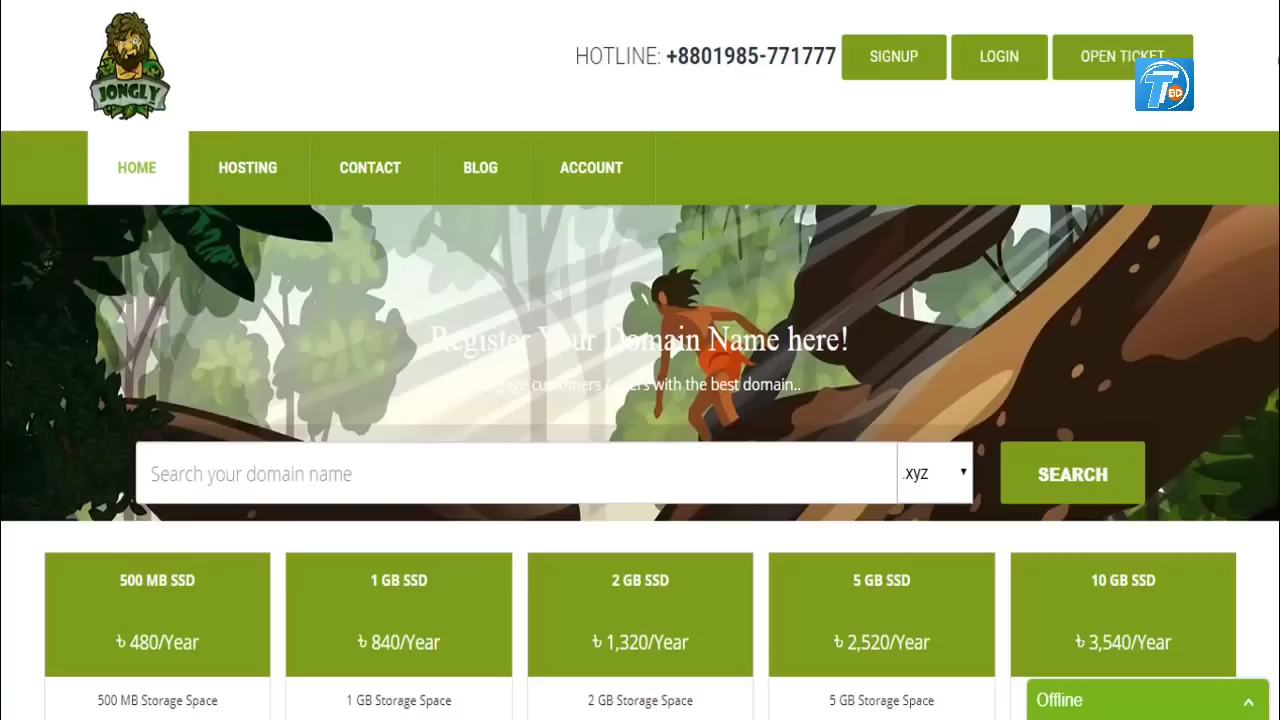 JONGLY
HOTLINE: +8801985-771777
SIGNUP
LOGIN
OPEN TICKET
T BD
HOME
HOSTING
CONTACT
BLOG
ACCOUNT
Register Your Domain Name here!
customers with the best domain..
Search your domain name
.xyz
SEARCH
500 MB SSD
৳ 480/Year
500 MB Storage Space
1 GB SSD
৳ 840/Year
1 GB Storage Space
2 GB SSD
৳ 1,320/Year
2 GB Storage Space
5 GB SSD
৳ 2,520/Year
5 GB Storage Space
10 GB SSD
৳ 3,540/Year
Offline